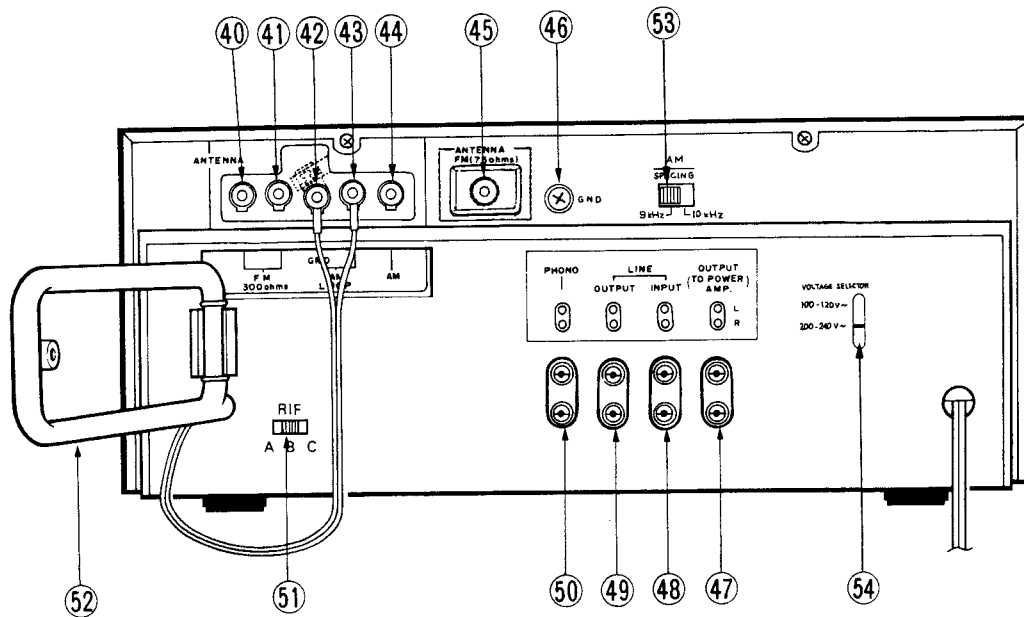 40 41 42 43 44 45 46 53
ANTENNA
ANTENNA
FM(75ohms)
GND
AM
SPACING
9kHz 10kHz
FM
300ohms
GND
AM
AM
PHONO
LINE
OUTPUT INPUT
OUTPUT
(TO POWER)
AMP.
L
R
VOLTAGE SELECTOR
100-120V~
200-240V~
RIF
A B C
52 51 50 49 48 47 54